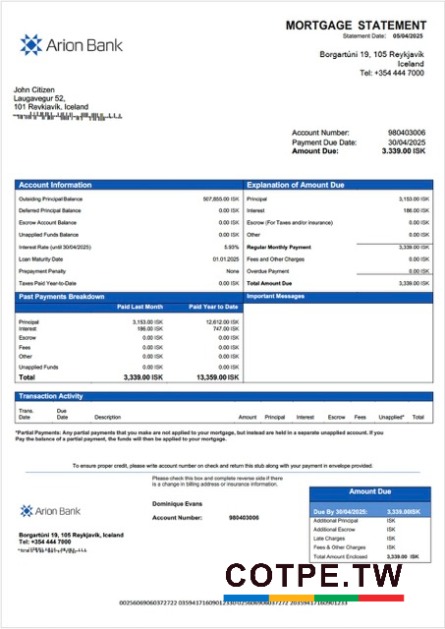 MORTGAGE STATEMENT
Statement Date: 05/04/2025
Arion Bank
Borgartúni 19, 105 Reykjavik
Iceland
Tel: +354 444 7000
John Citizen
Laugavegur 52,
101 Revkiavik, Iceland
Account Number: 980403006
Payment Due Date: 30/04/2025
Amount Due: 3.339.00 ISK
Account Information
Outsiding Principal Balance 507,855.00 ISK
Deferred Principal Balance 0.00 ISK
Escrow Account Balance 0.00 ISK
Unapplied Funds Balance 0.00 ISK
Interest Rate (until 30/04/2025) 5.93%
Loan Maturity Date 01.01.2025
Prepayment Penalty None
Taxes Paid Year-to-Date 0.00 ISK
Explanation of Amount Due
Principal 3,153.00 ISK
Interest 186.00 ISK
Escrow (For Taxes and/or Insurance) 0.00 ISK
Other 0.00 ISK
Regular Monthly Payment 3,339.00 ISK
Fees and Other Charges 0.00 ISK
Overdue Payment 0.00 ISK
Total Amount Due 3,339.00 ISK
Past Payments Breakdown
Paid Last Month Paid Year to Date
Principal 3,153.00 ISK 12,612.00 ISK
Interest 186.00 ISK 747.00 ISK
Escrow 0.00 ISK 0.00 ISK
Fees 0.00 ISK 0.00 ISK
Other 0.00 ISK 0.00 ISK
Unapplied Funds 0.00 ISK 0.00 ISK
Total 3,339.00 ISK 13,359.00 ISK
Important Messages
Transaction Activity
Trans. Date Due Date Description Amount Principal Interest Escrow Fees Unapplied* Total
*Partial Payments: Any partial payments that you make are not applied to your mortgage, but instead are held in a separate unapplied account. If you
Pay the balance of a partial payment, the funds will then be applied to your mortgage.
To ensure proper credit, please write account number on check and return this stub along with your payment in envelope provided.
Please check this box and complete reverse side if there
is a change in billing address or insurance information.
Arion Bank
Dominique Evans
Account Number: 980403006
Borgartúni 19, 105 Reykjavik, Iceland
Tel: +354 444 7000
Amount Due
Due By 30/04/2025: 3,339.00ISK
Additional Principal ISK
Additional Escrow ISK
Late Charges ISK
Fees & Other Charges ISK
Total Amount Enclosed 3,339.00 ISK
COTPE.TW